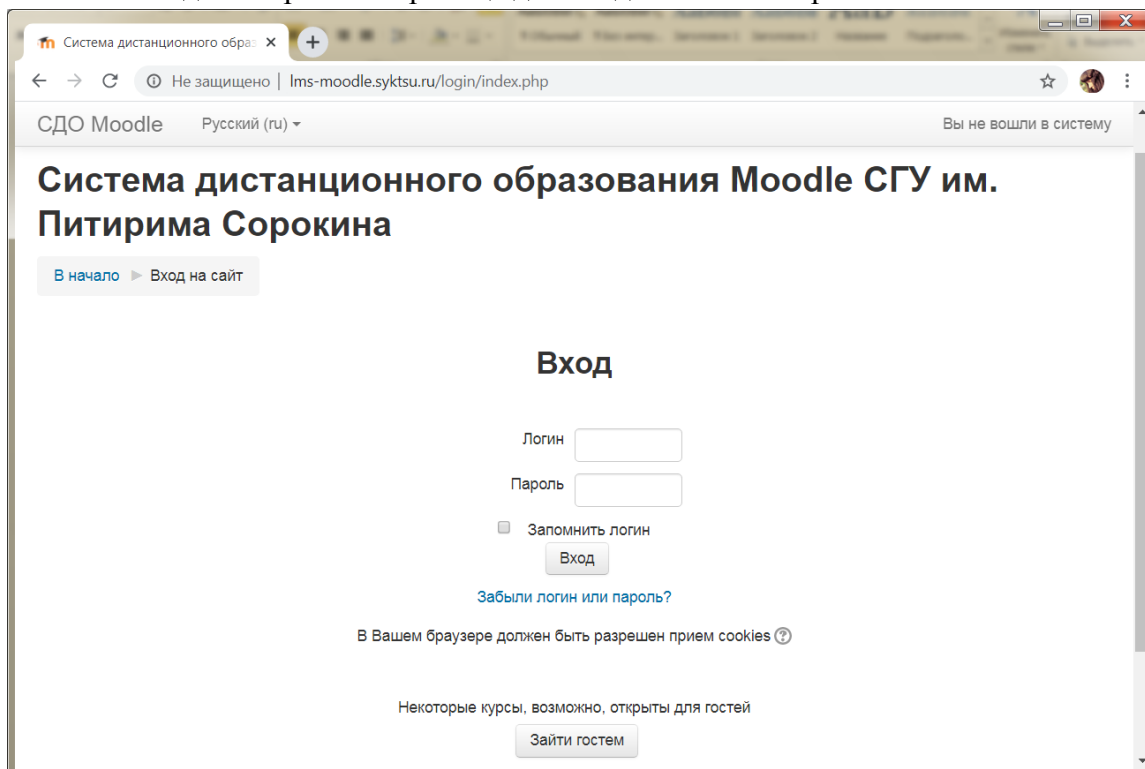 Система дистанционного образ
Не защищено | lms-moodle.syktsu.ru/login/index.php
СДО Moodle Русский (ru) Вы не вошли в систему
Система дистанционного образования Moodle СГУ им.
Питирима Сорокина
В начало ► Вход на сайт
Вход
Логин
Пароль
Запомнить логин
Вход
Забыли логин или пароль?
В Вашем браузере должен быть разрешен прием cookies
Некоторые курсы, возможно, открыты для гостей
Зайти гостем